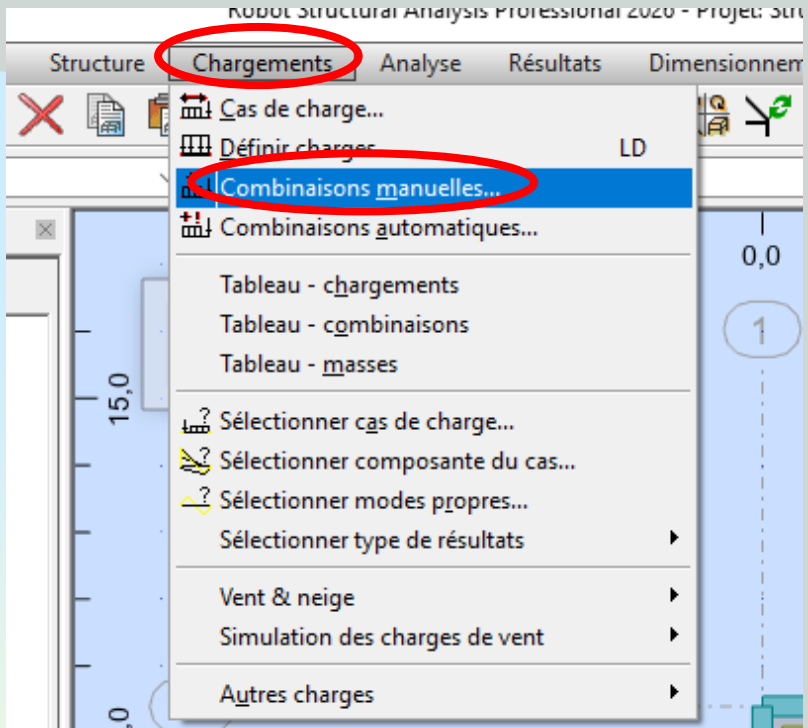 Robot Structural Analysis Professional 2026 - Projet: Str
Structure Chargements Analyse Résultats Dimensionnem
Cas de charge...
Définir charges... LD
Combinaisons manuelles...
Combinaisons automatiques...
0,0
Tableau - chargements
Tableau - combinaisons
1
Tableau - masses
15,0
Sélectionner cas de charge...
Sélectionner composante du cas...
Sélectionner modes propres...
Sélectionner type de résultats
Vent & neige
Simulation des charges de vent
Autres charges